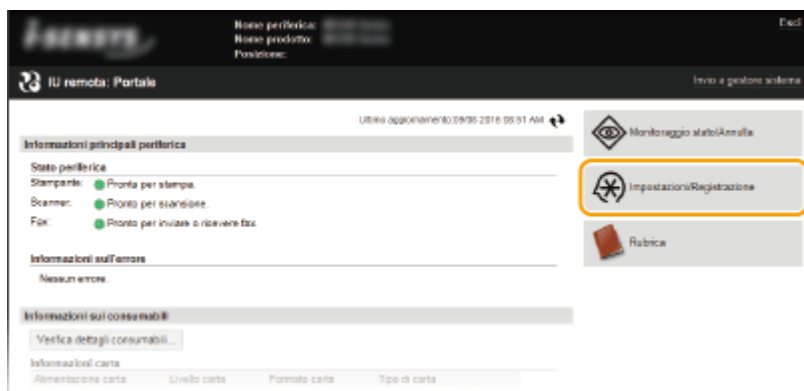 i-SENSYS
Nome periferica:
Nome prodotto:
Posizione:
Esci
IU remota: Portale
Invio a gestore sistema
Ultimo aggiornamento:09/06 2016 08:51 AM
Monitoraggio stato/Annulla
Informazioni principali periferica
Stato periferica
Stampante: Pronta per stampa.
Impostazioni/Registrazione
Scanner: Pronto per scansione.
Fax: Pronto per inviare o ricevere fax.
Rubrica
Informazioni sull'errore
Nessun errore.
Informazioni sui consumabili
Verifica dettagli consumabili...
Informazioni carta
Alimentazione carta Livello carta Formato carta Tipo di carta